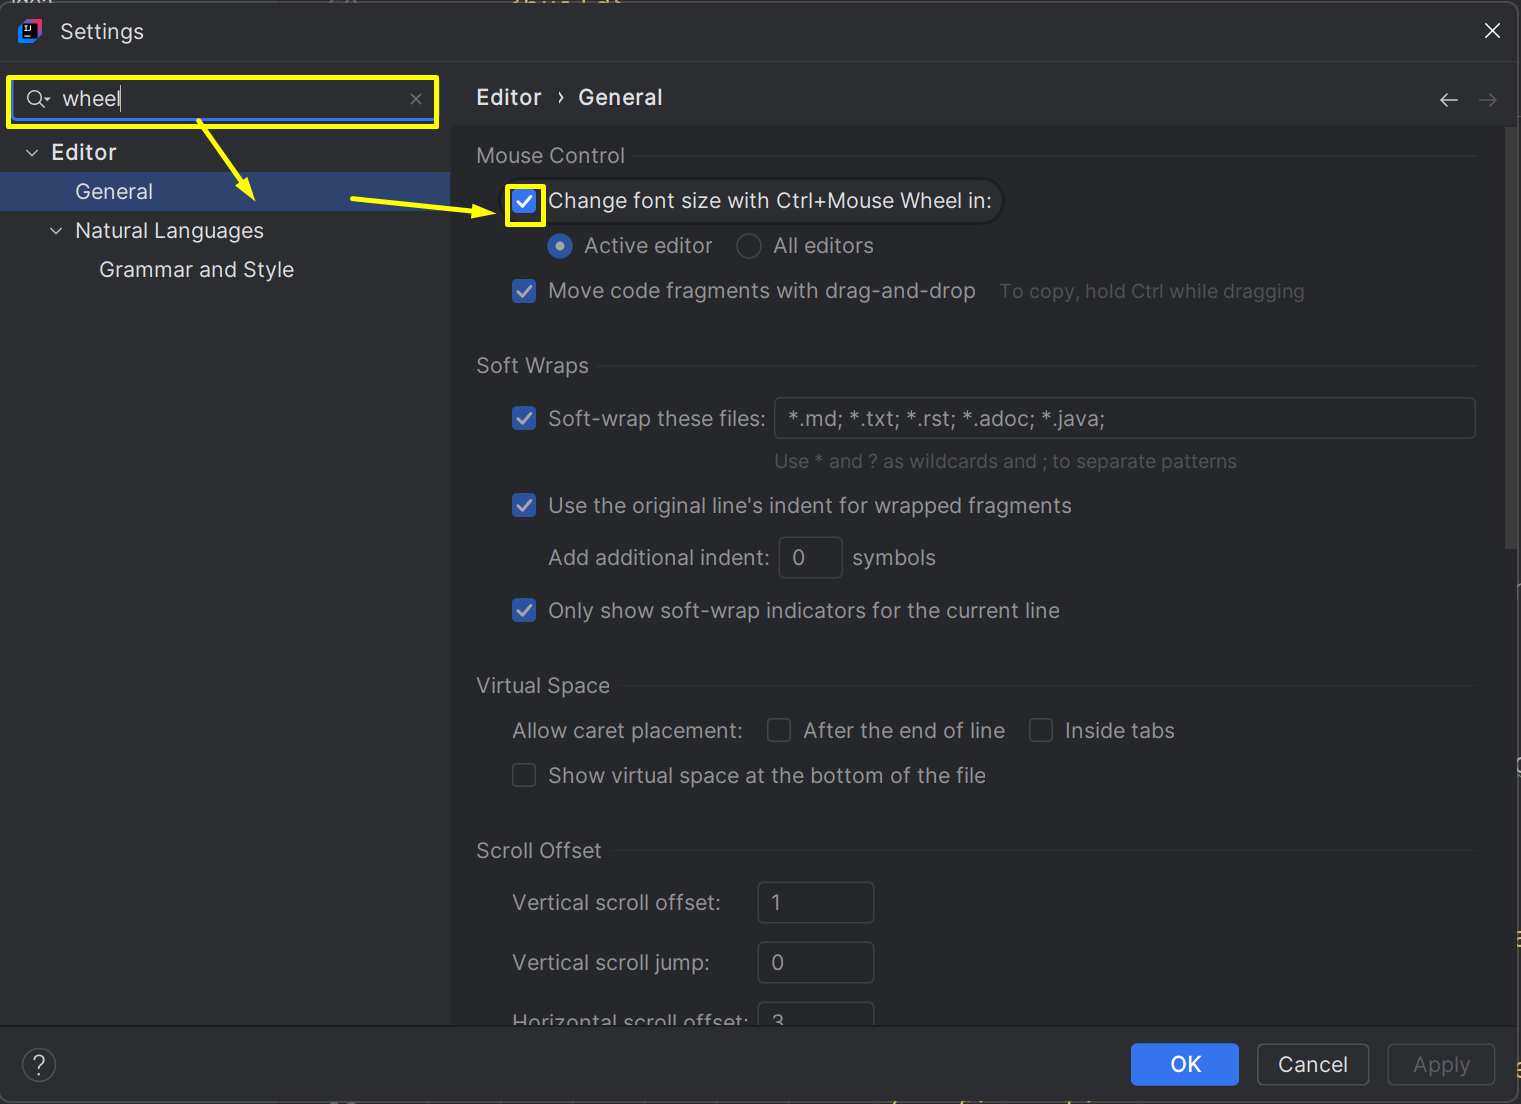 Settings
wheel
Editor
General
Natural Languages
Grammar and Style
Editor › General
Mouse Control
Change font size with Ctrl+Mouse Wheel in:
Active editor All editors
Move code fragments with drag-and-drop To copy, hold Ctrl while dragging
Soft Wraps
Soft-wrap these files: *.md; *.txt; *.rst; *.adoc; *.java;
Use * and ? as wildcards and ; to separate patterns
Use the original line's indent for wrapped fragments
Add additional indent: 0 symbols
Only show soft-wrap indicators for the current line
Virtual Space
Allow caret placement: After the end of line Inside tabs
Show virtual space at the bottom of the file
Scroll Offset
Vertical scroll offset: 1
Vertical scroll jump: 0
Horizontal scroll offset: 3
? OK Cancel Apply